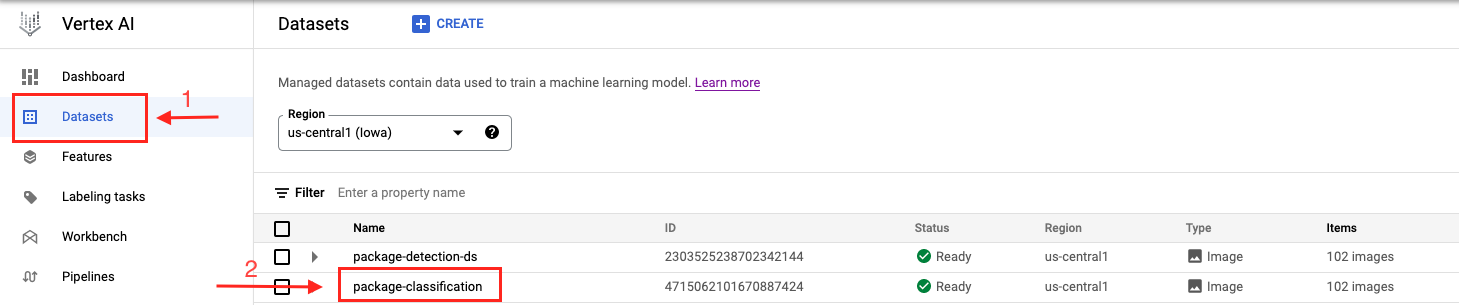 Vertex AI
Datasets
CREATE
Dashboard
Datasets
1
Features
Labeling tasks
Workbench
Pipelines
Managed datasets contain data used to train a machine learning model. Learn more
Region
us-central1 (Iowa)
Filter Enter a property name
Name ID Status Region Type Items
package-detection-ds 2303525238702342144 Ready us-central1 Image 102 images
2
package-classification 4715062101670887424 Ready us-central1 Image 102 images